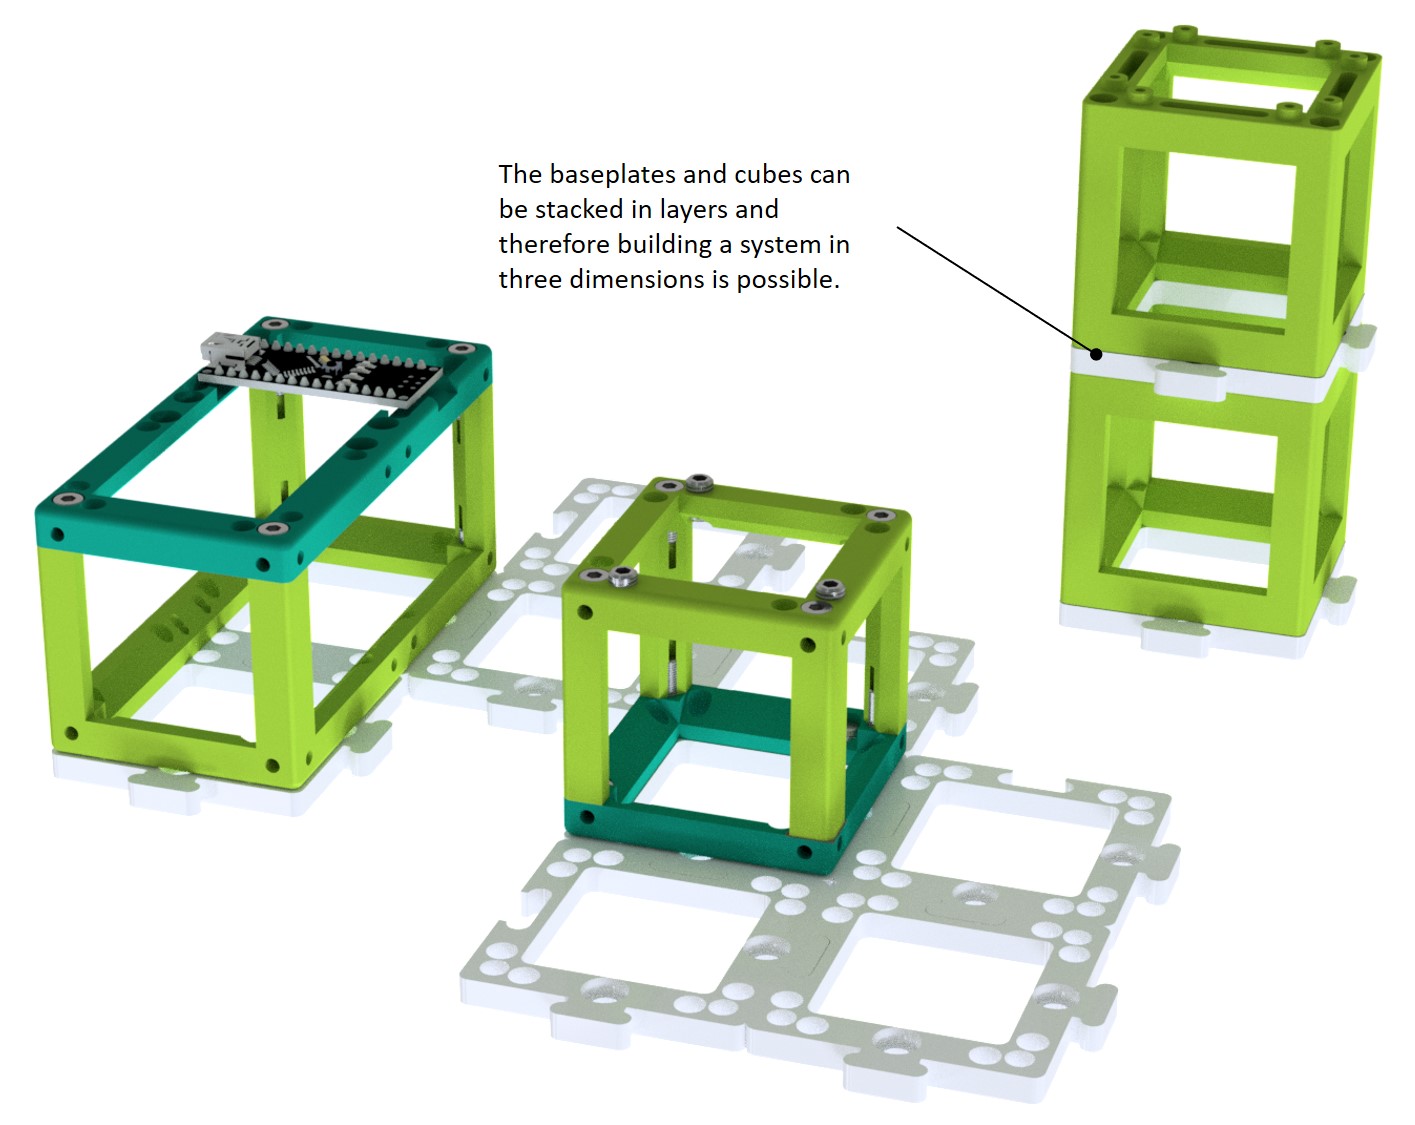 The baseplates and cubes can
be stacked in layers and
therefore building a system in
three dimensions is possible.